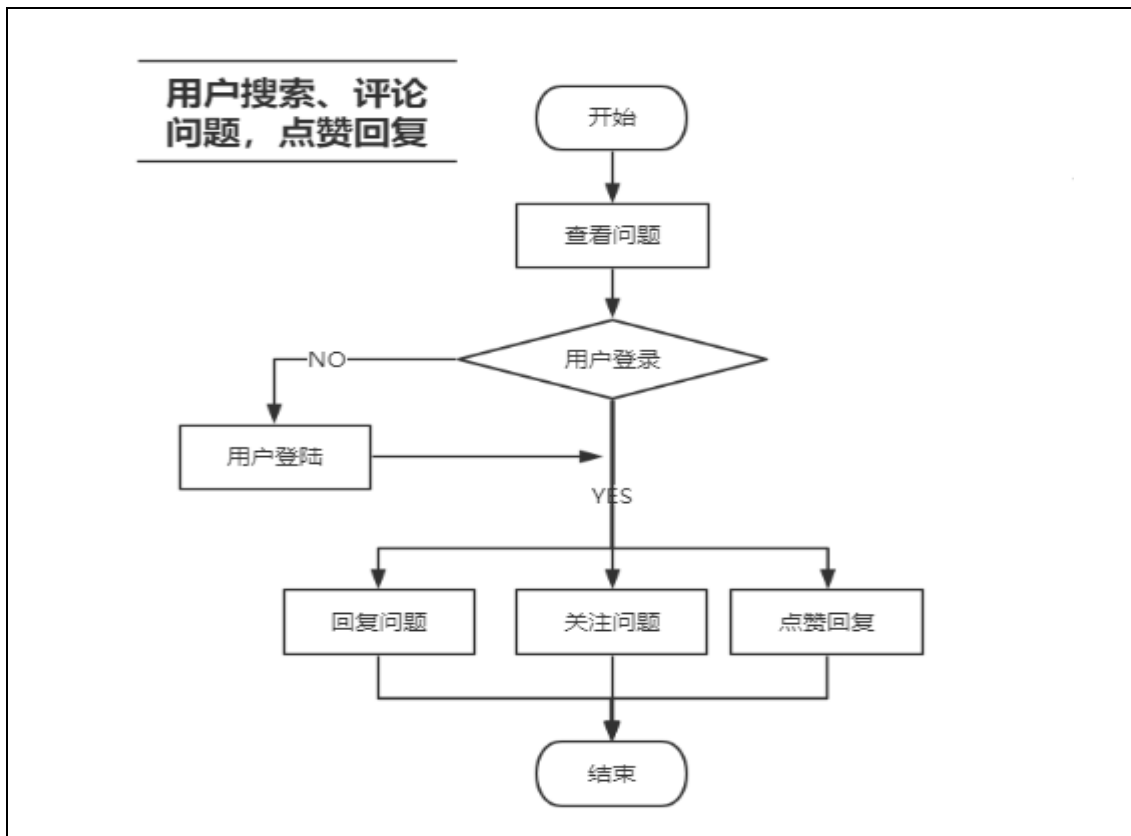 用户搜索、评论
问题，点赞回复
开始
查看问题
用户登录
NO
用户登陆
YES
回复问题
关注问题
点赞回复
结束